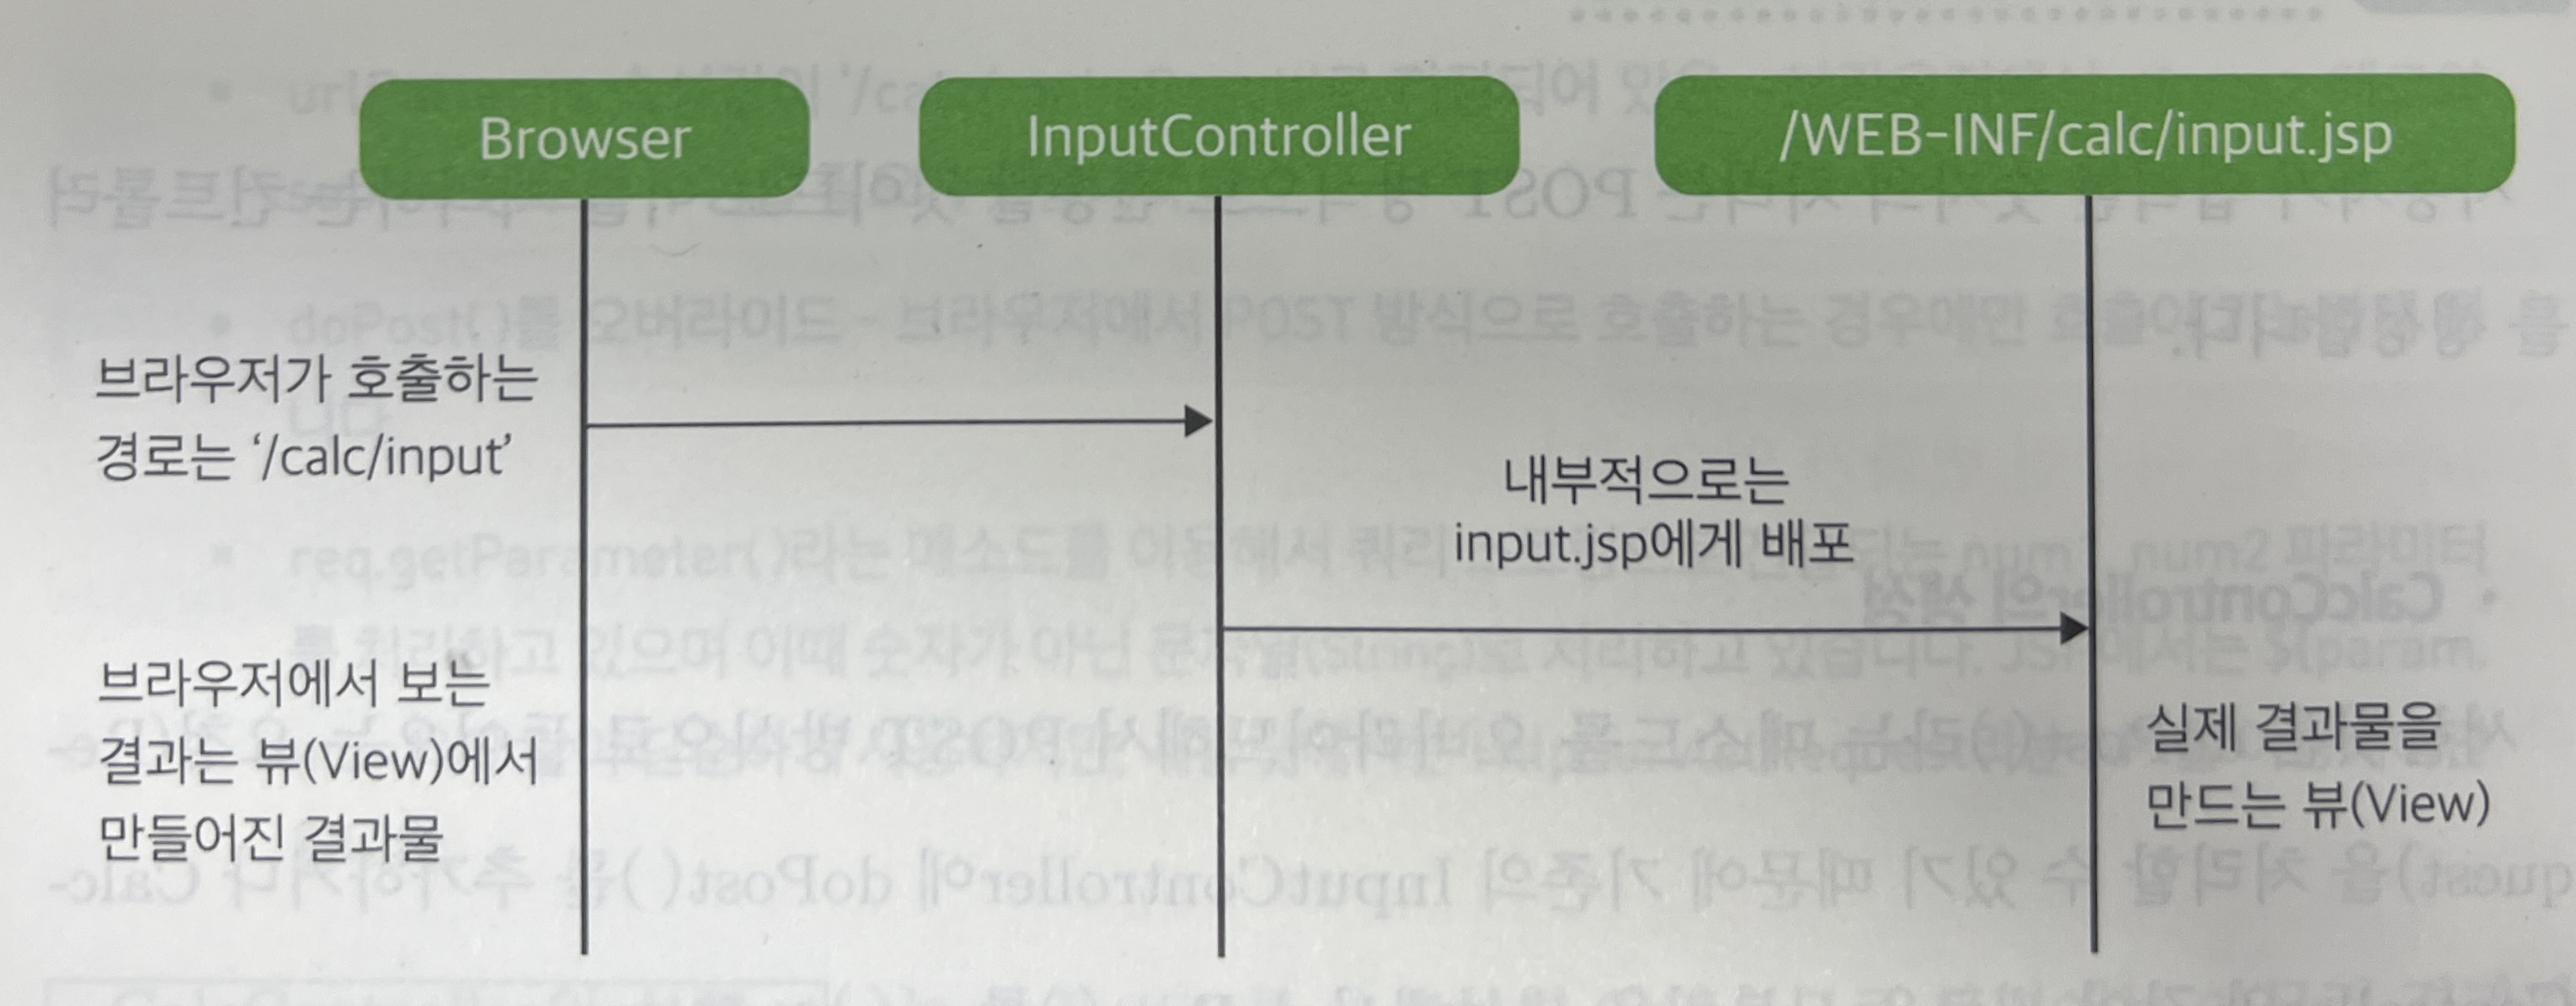 Browser
InputController
/WEB-INF/calc/input.jsp
브라우저가 호출하는
경로는 ‘/calc/input’
내부적으로는
input.jsp에게 배포
브라우저에서 보는
결과는 뷰(View)에서
만들어진 결과물
실제 결과물을
만드는 뷰(View)